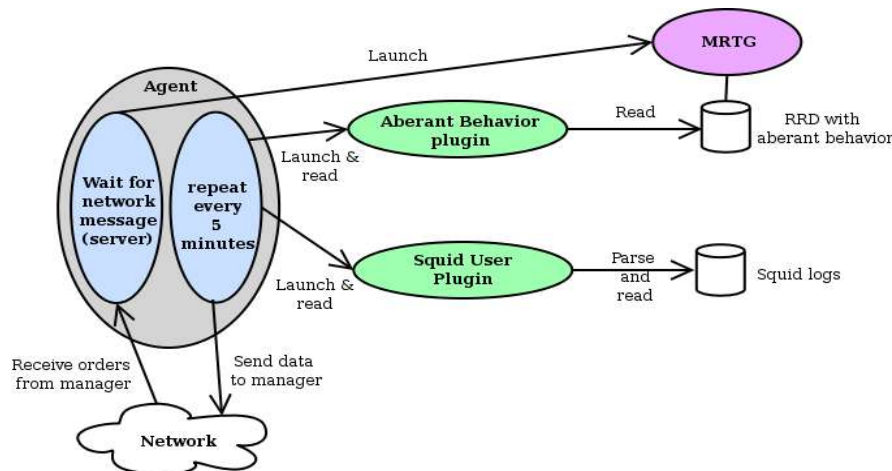 MRTG
Launch
Agent
Aberant Behavior
plugin
Read
RRD with
aberant behavior
Launch &
read
Wait for
network
message
(server)
repeat
every
5
minutes
Squid User
Plugin
Parse
and
read
Squid logs
Launch &
read
Receive orders
from manager
Send data
to manager
Network